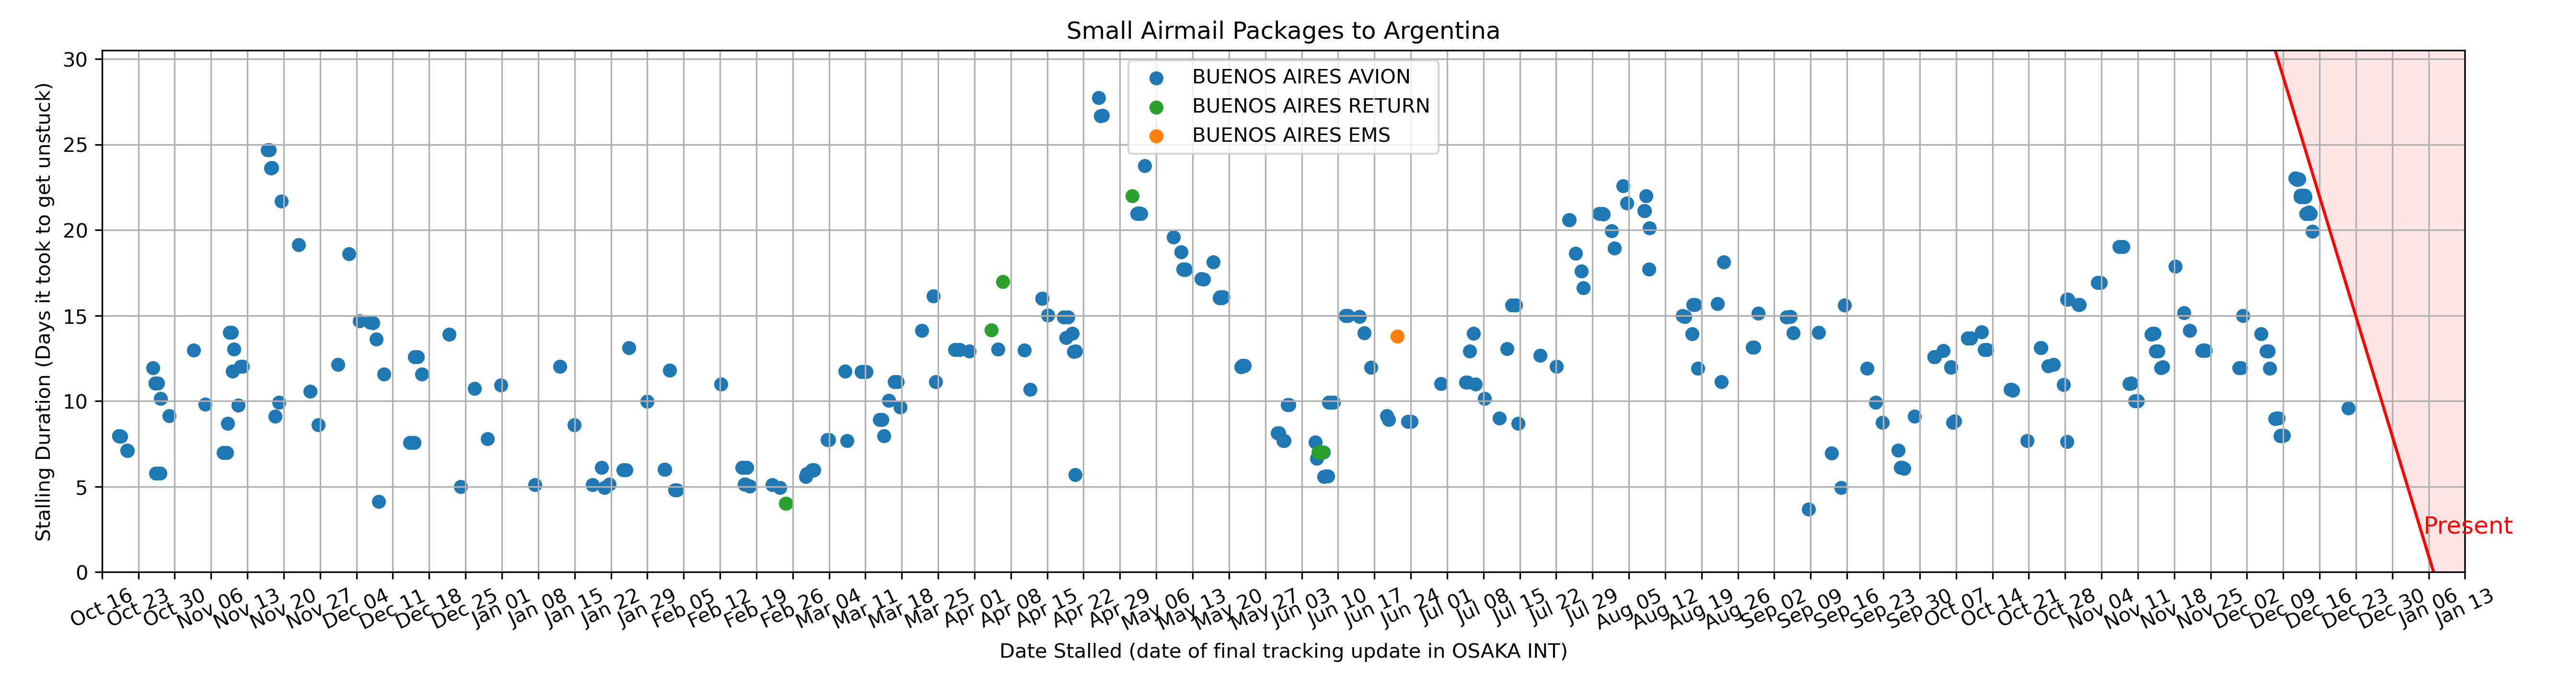 Small Airmail Packages to Argentina
30
25
20
15
10
5
0
Stalling Duration (Days it took to get unstuck)
BUENOS AIRES AVION
BUENOS AIRES RETURN
BUENOS AIRES EMS
Present
Oct 16
Oct 23
Oct 30
Nov 06
Nov 13
Nov 20
Nov 27
Dec 04
Dec 11
Dec 18
Dec 25
Jan 01
Jan 08
Jan 15
Jan 22
Jan 29
Feb 05
Feb 12
Feb 19
Feb 26
Mar 04
Mar 11
Mar 18
Mar 25
Apr 01
Apr 08
Apr 15
Apr 22
Apr 29
May 06
May 13
May 20
May 27
Jun 03
Jun 10
Jun 17
Jun 24
Jul 01
Jul 08
Jul 15
Jul 22
Jul 29
Aug 05
Aug 12
Aug 19
Aug 26
Sep 02
Sep 09
Sep 16
Sep 23
Sep 30
Oct 07
Oct 14
Oct 21
Oct 28
Nov 04
Nov 11
Nov 18
Nov 25
Dec 02
Dec 09
Dec 16
Dec 23
Dec 30
Jan 06
Jan 13
Date Stalled (date of final tracking update in OSAKA INT)